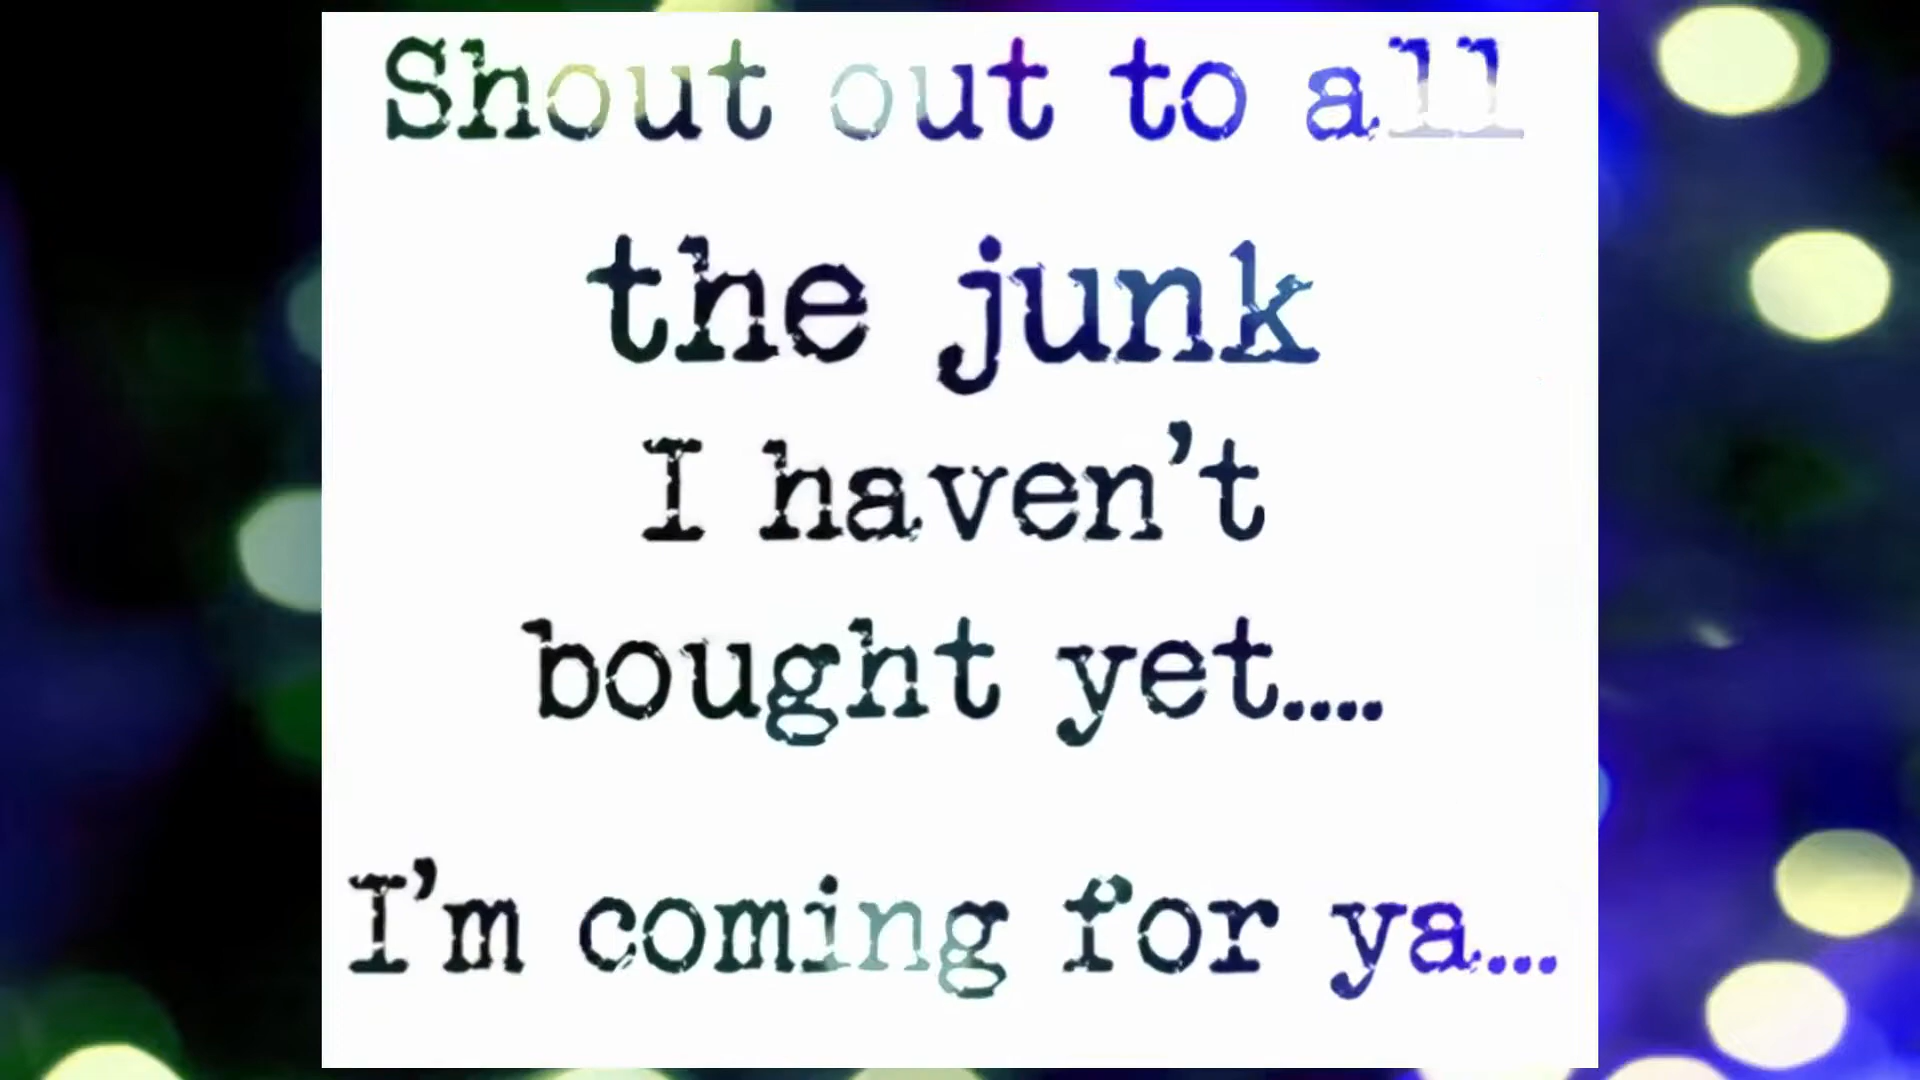 Shout out to all
the junk
I haven't
bought yet....
I'm coming for ya...